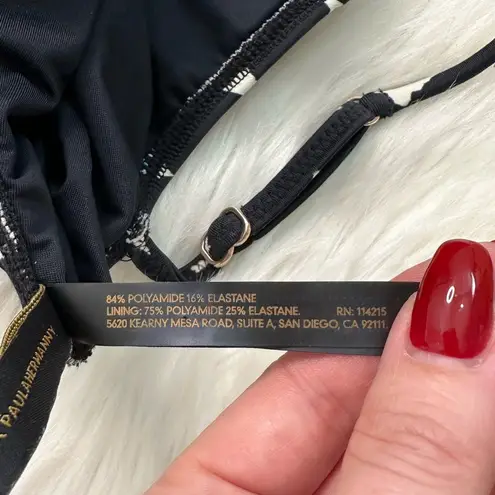 84% POLYAMIDE 16% ELASTANE
LINING: 75% POLYAMIDE 25% ELASTANE. RN: 114215
5620 KEARNY MESA ROAD, SUITE A, SAN DIEGO, CA 92111.
PAULAHERMANNY